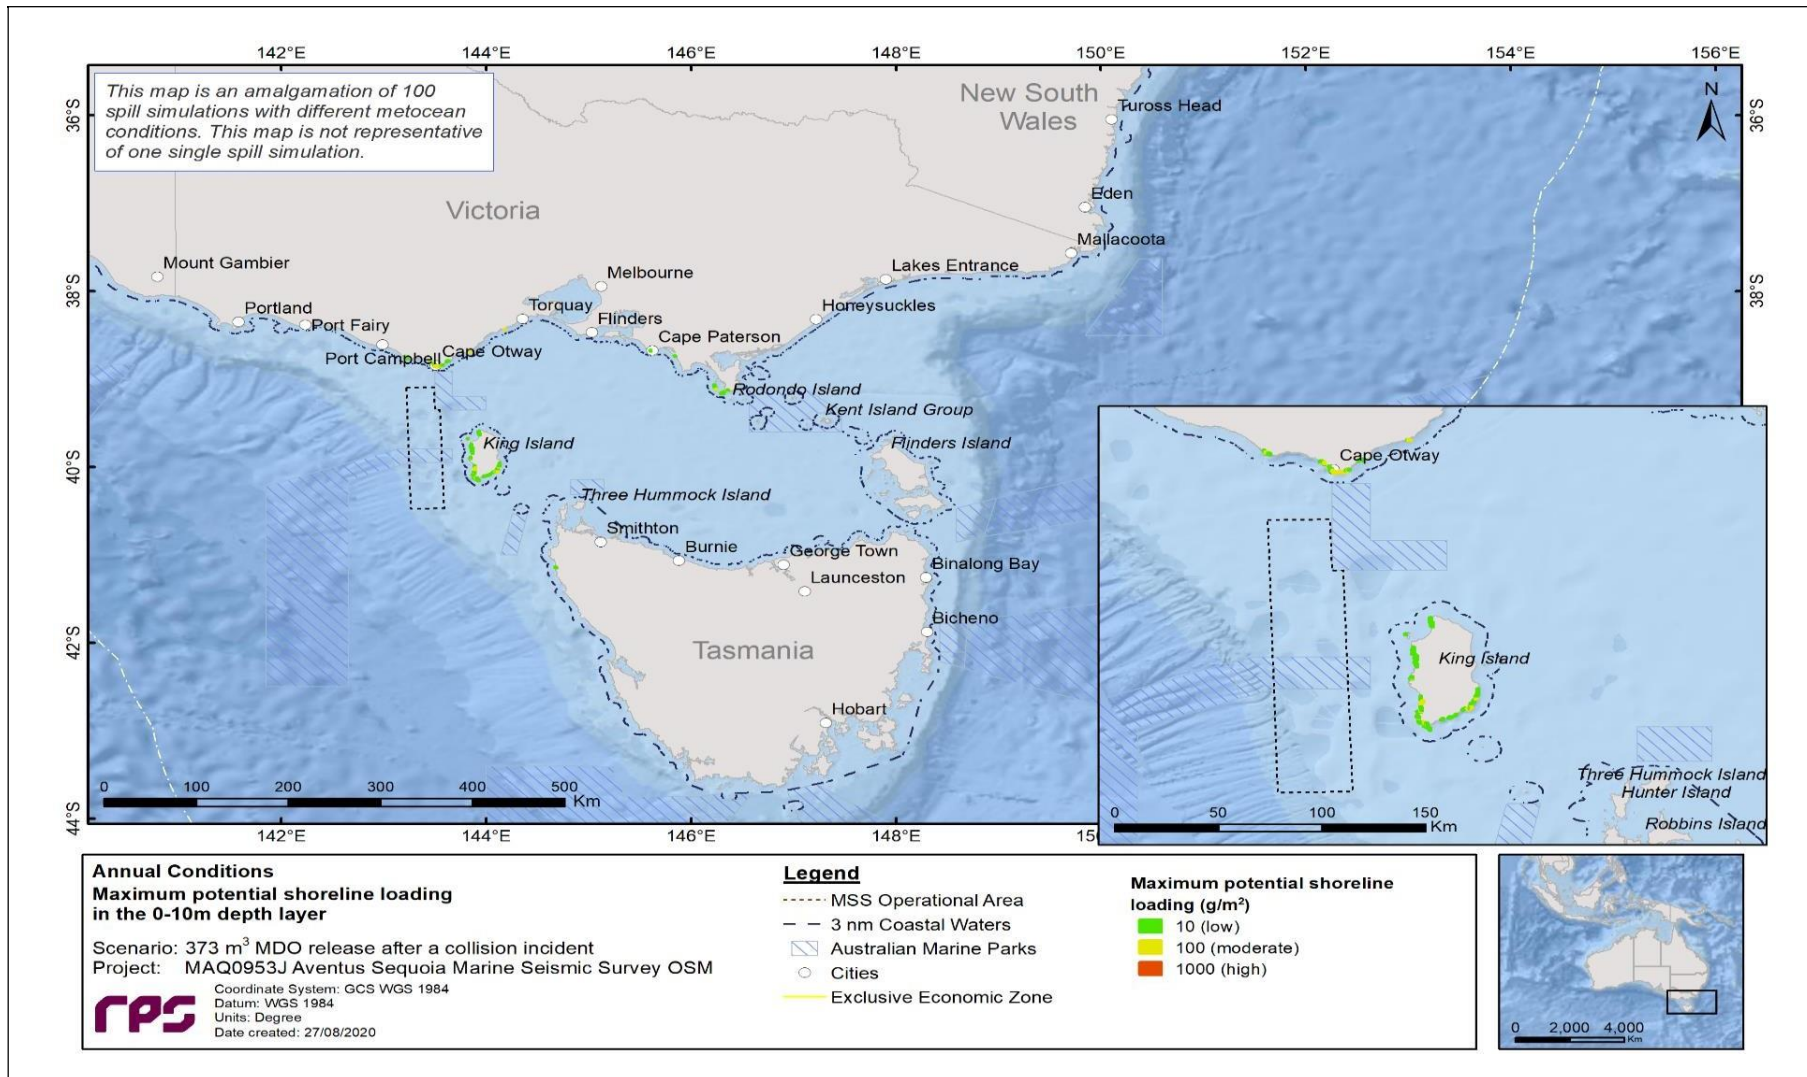 142°E 144°E 146°E 148°E 150°E 152°E 154°E 156°E
This map is an amalgamation of 100
spill simulations with different metocean
conditions. This map is not representative
of one single spill simulation.
New South
Wales
N
36°S
36°S
Tuross Head
Victoria
Eden
Mallacoota
Mount Gambier
Melbourne
Lakes Entrance
38°S
38°S
Portland
Torquay
Honeysuckles
Port Fairy
Flinders
Cape Paterson
Port Campbell
Cape Otway
Rodondo Island
Kent Island Group
King Island
Flinders Island
40°S
Three Hummock Island
Smithton
Burnie
George Town
Binalong Bay
Launceston
Bicheno
42°S
Tasmania
Hobart
0 100 200 300 400 500
Km
44°S
142°E 144°E 146°E 148°E 15
Cape Otway
King Island
Three Hummock Island
Hunter Island
Robbins Island
0 50 100 150
Km
Annual Conditions
Maximum potential shoreline loading
in the 0-10m depth layer
Scenario: 373 m³ MDO release after a collision incident
Project: MAQ0953J Aventus Sequoia Marine Seismic Survey OSM
rps
Coordinate System: GCS WGS 1984
Datum: WGS 1984
Units: Degree
Date created: 27/08/2020
Legend
MSS Operational Area
3 nm Coastal Waters
Australian Marine Parks
Cities
Exclusive Economic Zone
Maximum potential shoreline
loading (g/m²)
10 (low)
100 (moderate)
1000 (high)
0 2,000 4,000
Km